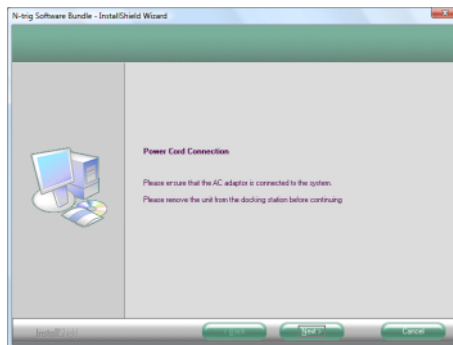 N-trig Software Bundle - InstallShield Wizard
Power Cord Connection
Please ensure that the AC adaptor is connected to the system.
Please remove the unit from the docking station before continuing
InstallShield
< Back
Next >
Cancel